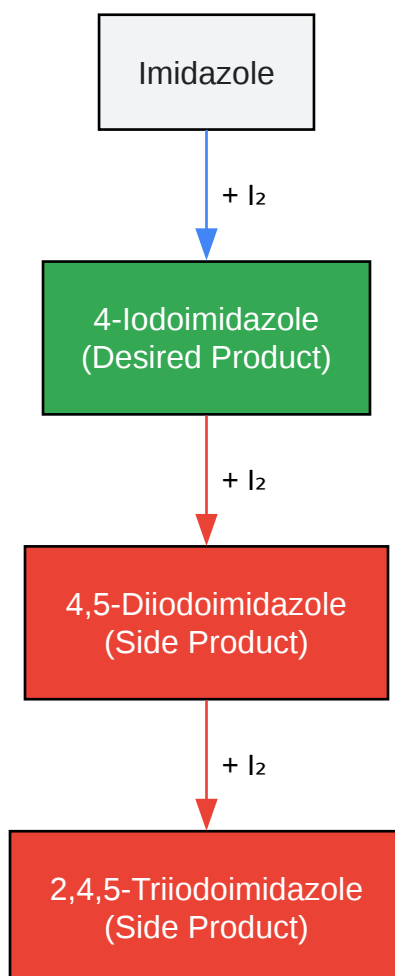 Imidazole
+ I₂
4-Iodoimidazole
(Desired Product)
+ I₂
4,5-Diiodoimidazole
(Side Product)
+ I₂
2,4,5-Triiodoimidazole
(Side Product)